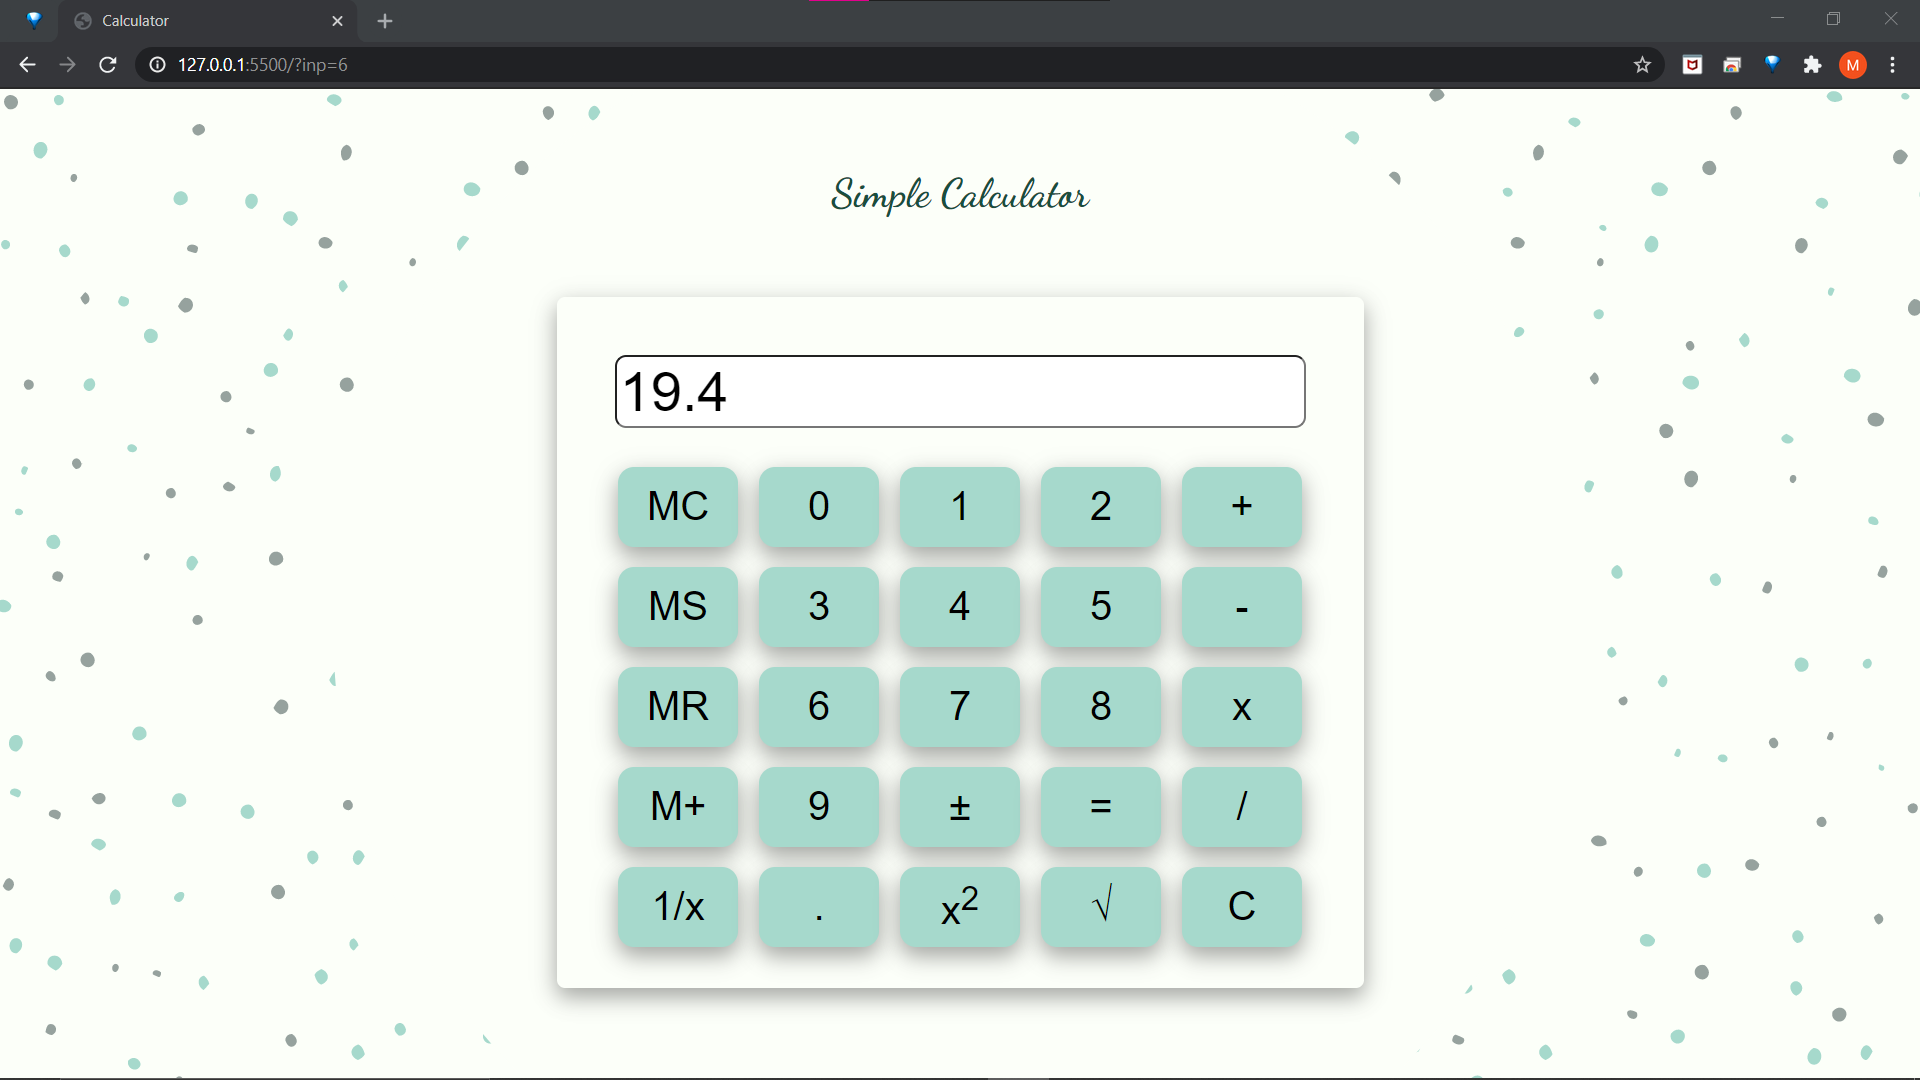 Calculator
127.0.0.1:5500/?inp=6
M
Simple Calculator
19.4
MC 0 1 2 +
MS 3 4 5 -
MR 6 7 8 x
M+ 9 ± = /
1/x . x² √ C